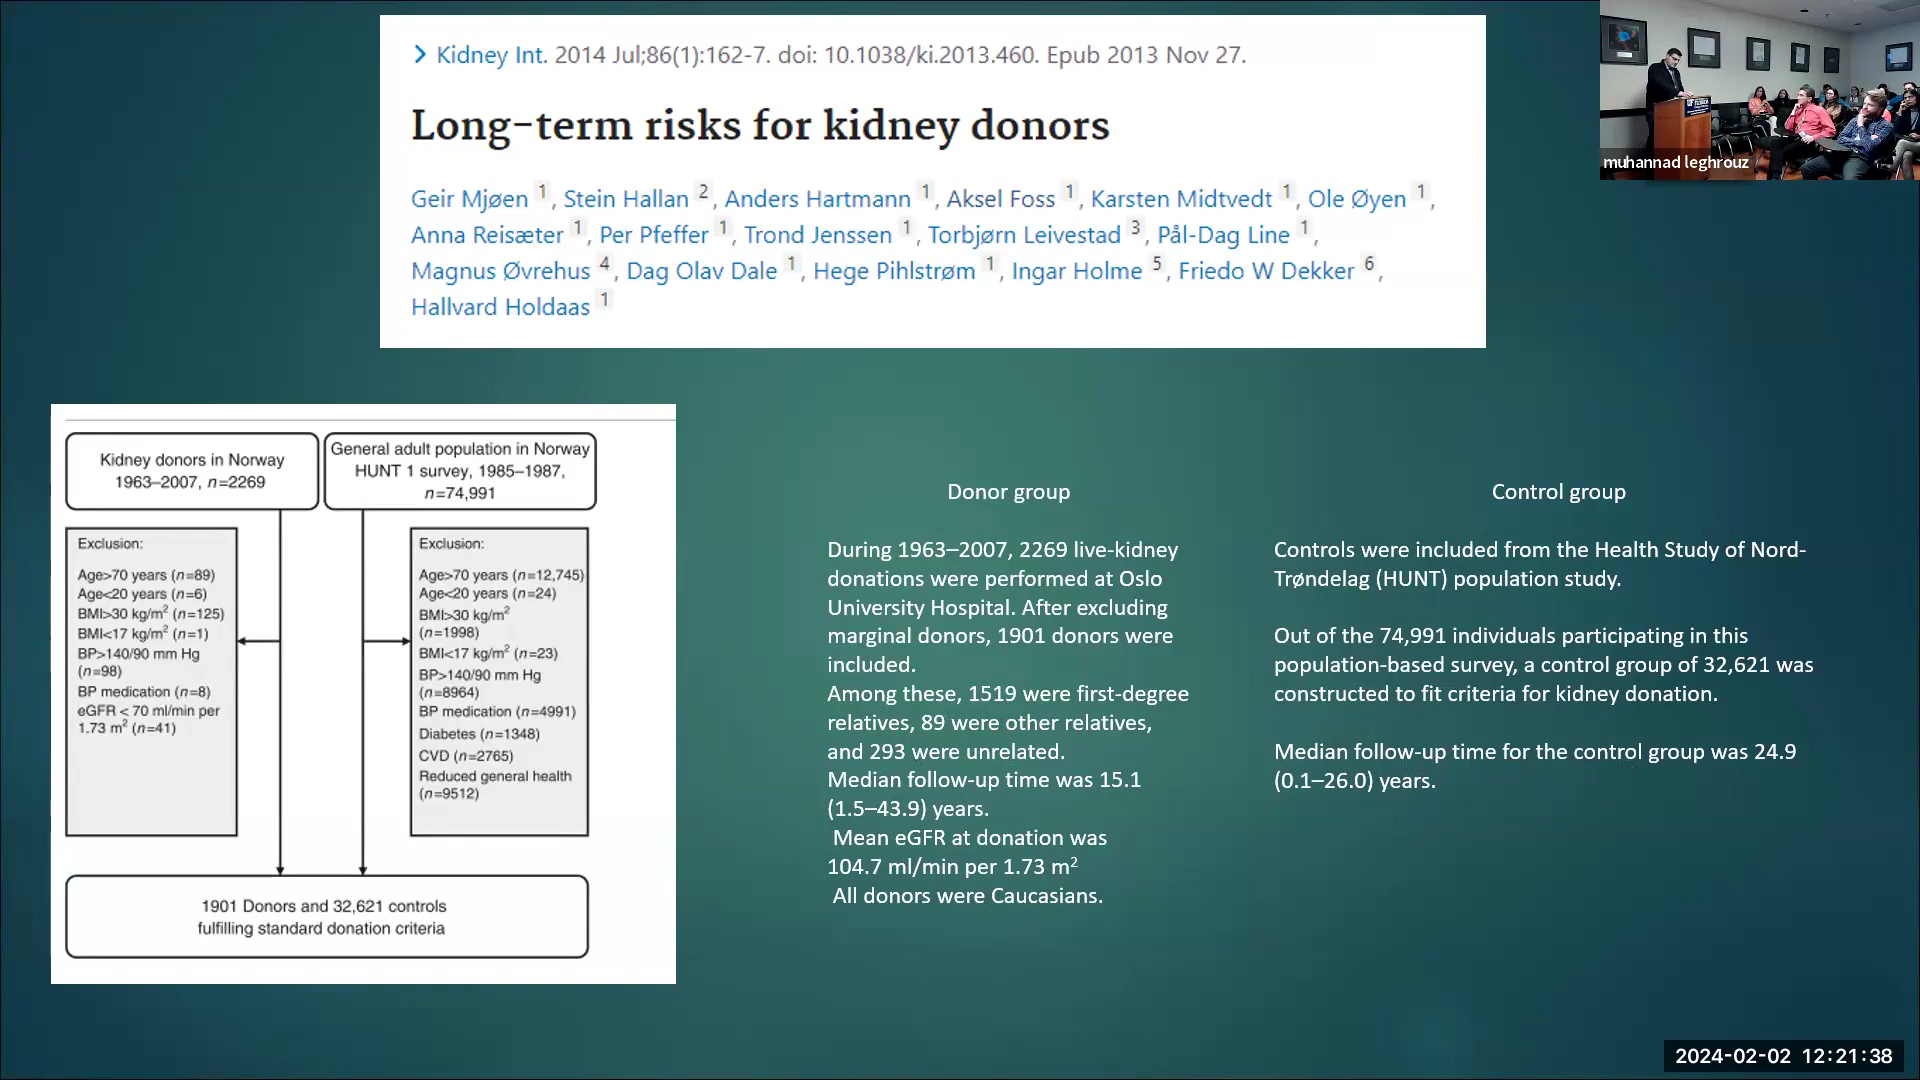 Kidney Int. 2014 Jul;86(1):162-7. doi: 10.1038/ki.2013.460. Epub 2013 Nov 27.
Long-term risks for kidney donors
Geir Mjøen 1, Stein Hallan 2, Anders Hartmann 1, Aksel Foss 1, Karsten Midtvedt 1, Ole Øyen 1,
Anna Reisæter 1, Per Pfeffer 1, Trond Jenssen 1, Torbjørn Leivestad 3, Pål-Dag Line 1,
Magnus Øvrehus 4, Dag Olav Dale 1, Hege Pihlstrøm 1, Ingar Holme 5, Friedo W Dekker 6,
Hallvard Holdaas 1
muhannad leghrouz
Kidney donors in Norway
1963–2007, n=2269
General adult population in Norway
HUNT 1 survey, 1985–1987,
n=74,991
Exclusion:
Age>70 years (n=89)
Age<20 years (n=6)
BMI>30 kg/m² (n=125)
BMI<17 kg/m² (n=1)
BP>140/90 mm Hg
(n=98)
BP medication (n=8)
eGFR < 70 ml/min per
1.73 m² (n=41)
Exclusion:
Age>70 years (n=12,745)
Age<20 years (n=24)
BMI>30 kg/m²
(n=1998)
BMI<17 kg/m² (n=23)
BP>140/90 mm Hg
(n=8964)
BP medication (n=4991)
Diabetes (n=1348)
CVD (n=2765)
Reduced general health
(n=9512)
1901 Donors and 32,621 controls
fulfilling standard donation criteria
Donor group
During 1963–2007, 2269 live-kidney
donations were performed at Oslo
University Hospital. After excluding
marginal donors, 1901 donors were
included.
Among these, 1519 were first-degree
relatives, 89 were other relatives,
and 293 were unrelated.
Median follow-up time was 15.1
(1.5–43.9) years.
Mean eGFR at donation was
104.7 ml/min per 1.73 m²
All donors were Caucasians.
Control group
Controls were included from the Health Study of Nord-
Trøndelag (HUNT) population study.
Out of the 74,991 individuals participating in this
population-based survey, a control group of 32,621 was
constructed to fit criteria for kidney donation.
Median follow-up time for the control group was 24.9
(0.1–26.0) years.
2024-02-02 12:21:38